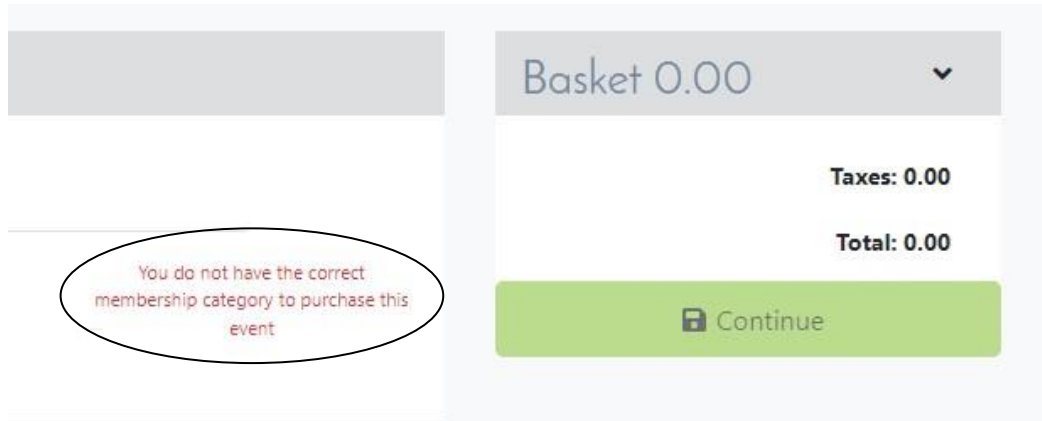 Basket 0.00
Taxes: 0.00
Total: 0.00
You do not have the correct
membership category to purchase this
event
Continue